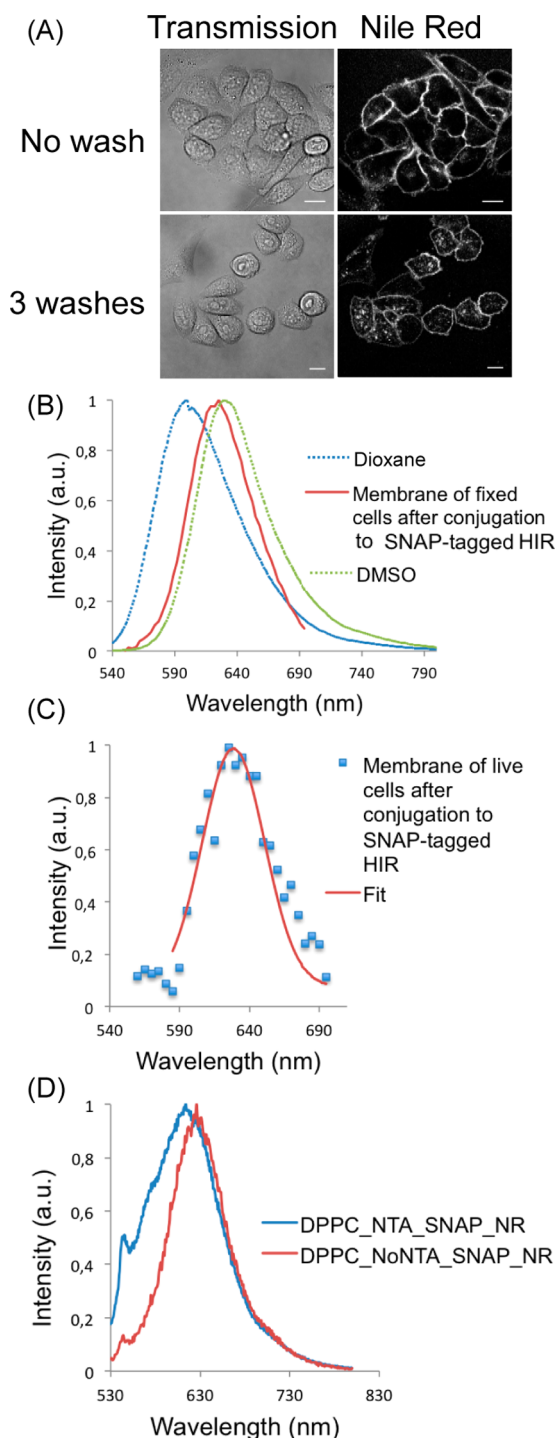 (A)
Transmission
Nile Red
No wash
3 washes
(B)
Intensity (a.u.)
1
0,8
0,6
0,4
0,2
0
540
590
640
690
740
790
Wavelength (nm)
Dioxane
Membrane of fixed
cells after conjugation
to SNAP-tagged HIR
DMSO
(C)
Intensity (a.u.)
1
0,8
0,6
0,4
0,2
0
540
590
640
690
Wavelength (nm)
Membrane of live
cells after
conjugation to
SNAP-tagged
HIR
Fit
(D)
Intensity (a.u.)
1
0,8
0,6
0,4
0,2
0
530
630
730
830
Wavelength (nm)
DPPC_NTA_SNAP_NR
DPPC_NoNTA_SNAP_NR